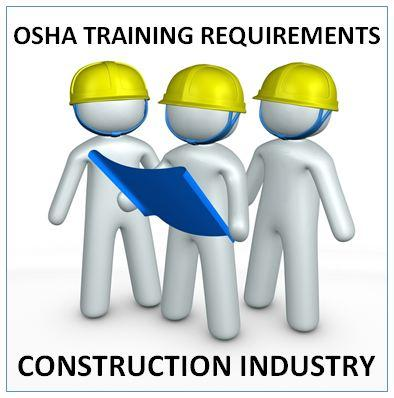 OSHA TRAINING REQUIREMENTS
CONSTRUCTION INDUSTRY